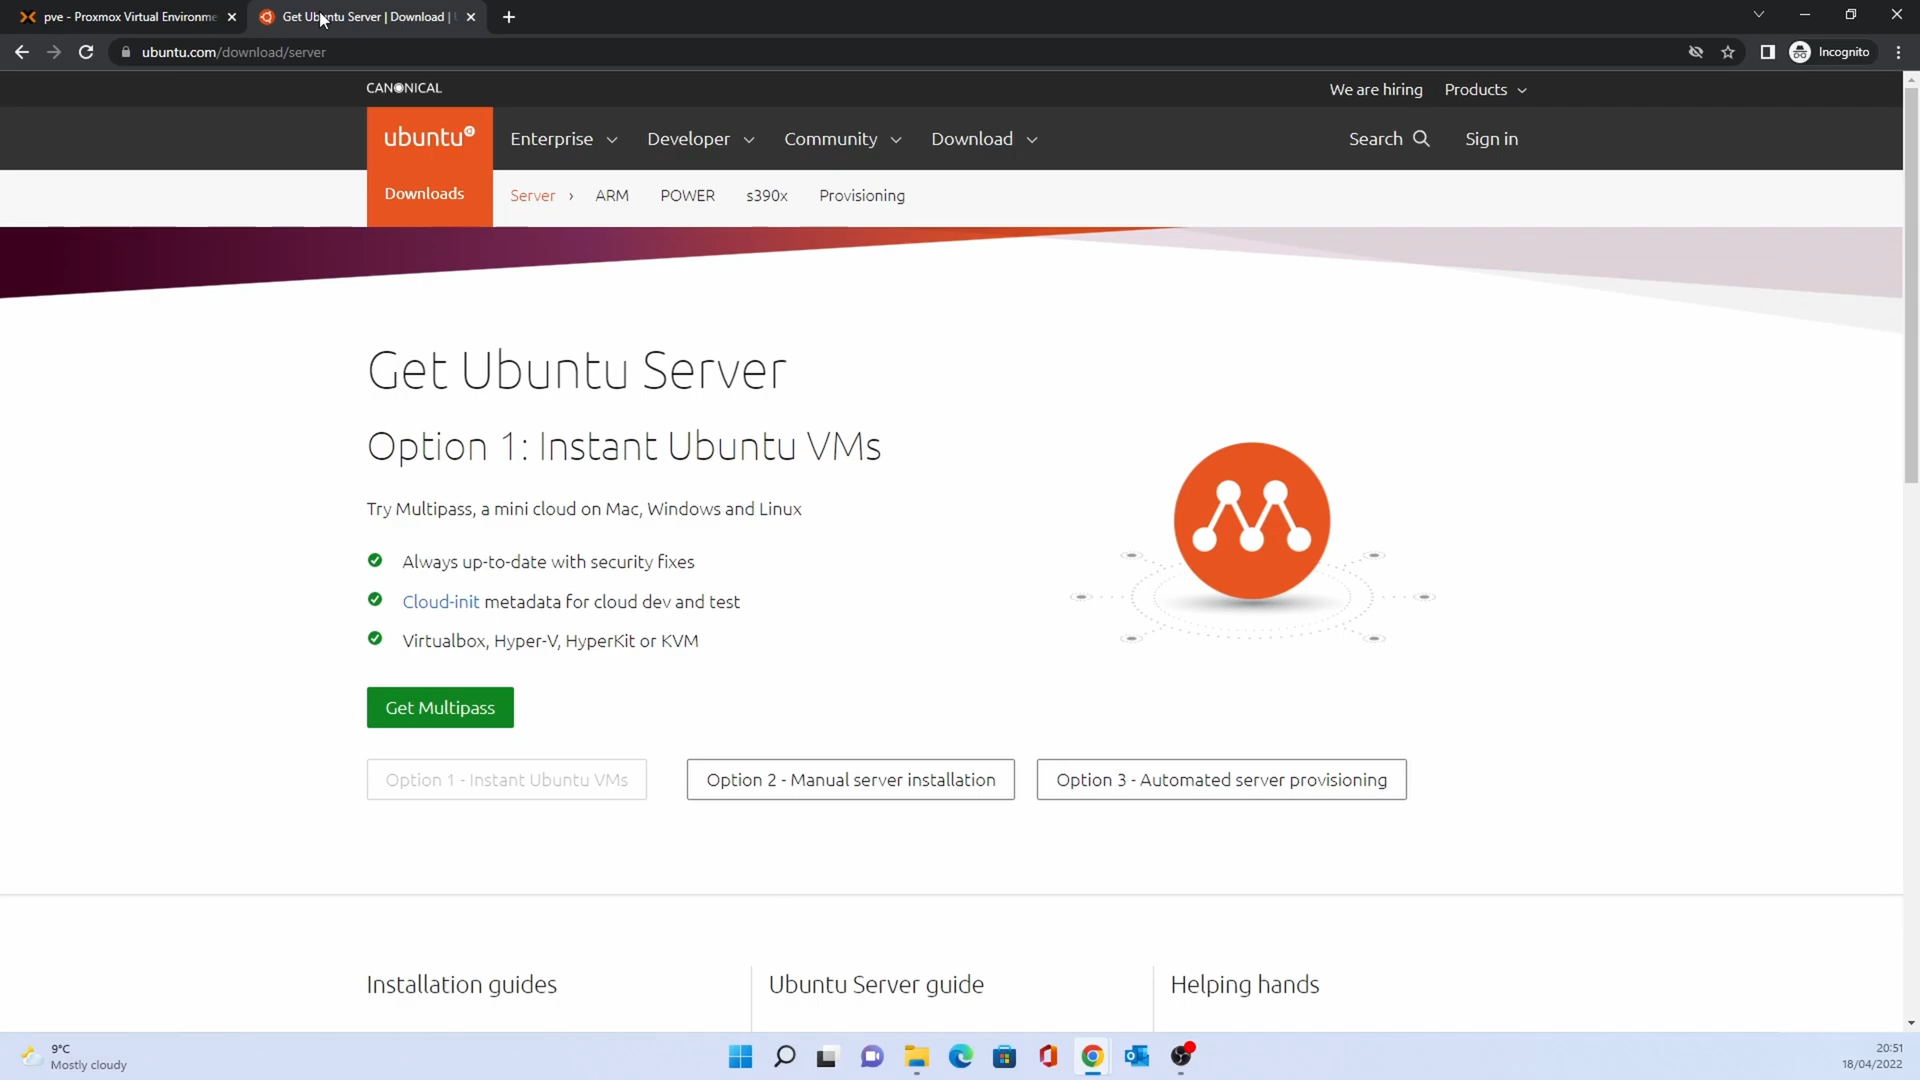 pve - Proxmox Virtual Environme
Get Ubuntu Server | Download |
ubuntu.com/download/server
Incognito
CANONICAL
We are hiring
Products
ubuntu
Enterprise
Developer
Community
Download
Search
Sign in
Downloads
Server
ARM
POWER
s390x
Provisioning
Get Ubuntu Server
Option 1: Instant Ubuntu VMs
Try Multipass, a mini cloud on Mac, Windows and Linux
Always up-to-date with security fixes
Cloud-init metadata for cloud dev and test
Virtualbox, Hyper-V, HyperKit or KVM
Get Multipass
Option 1 - Instant Ubuntu VMs
Option 2 - Manual server installation
Option 3 - Automated server provisioning
Installation guides
Ubuntu Server guide
Helping hands
9°C
Mostly cloudy
20:51
18/04/2022